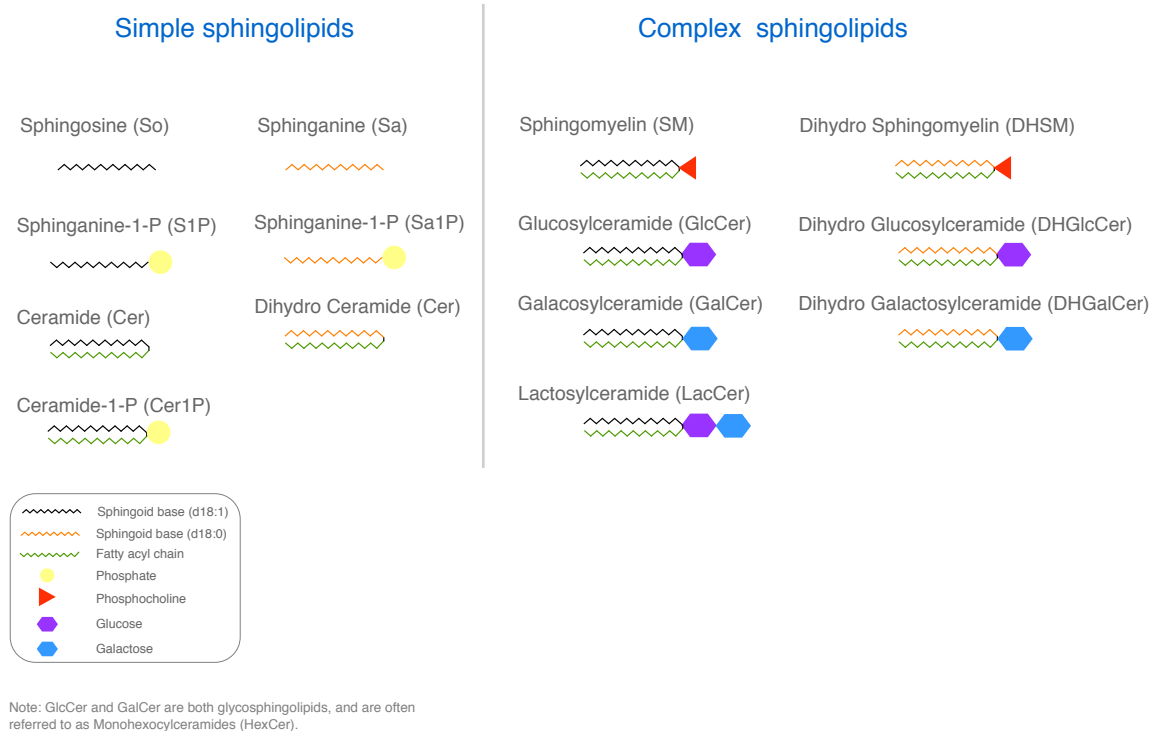 Simple sphingolipids
Complex sphingolipids
Sphingosine (So)
Sphinganine (Sa)
Sphinganine-1-P (S1P)
Sphinganine-1-P (Sa1P)
Ceramide (Cer)
Dihydro Ceramide (Cer)
Ceramide-1-P (Cer1P)
Sphingomyelin (SM)
Dihydro Sphingomyelin (DHSM)
Glucosylceramide (GlcCer)
Dihydro Glucosylceramide (DHGlcCer)
Galacosylceramide (GalCer)
Dihydro Galactosylceramide (DHGalCer)
Lactosylceramide (LacCer)
Sphingoid base (d18:1)
Sphingoid base (d18:0)
Fatty acyl chain
Phosphate
Phosphocholine
Glucose
Galactose
Note: GlcCer and GalCer are both glycosphingolipids, and are often
referred to as Monohexocylceramides (HexCer).